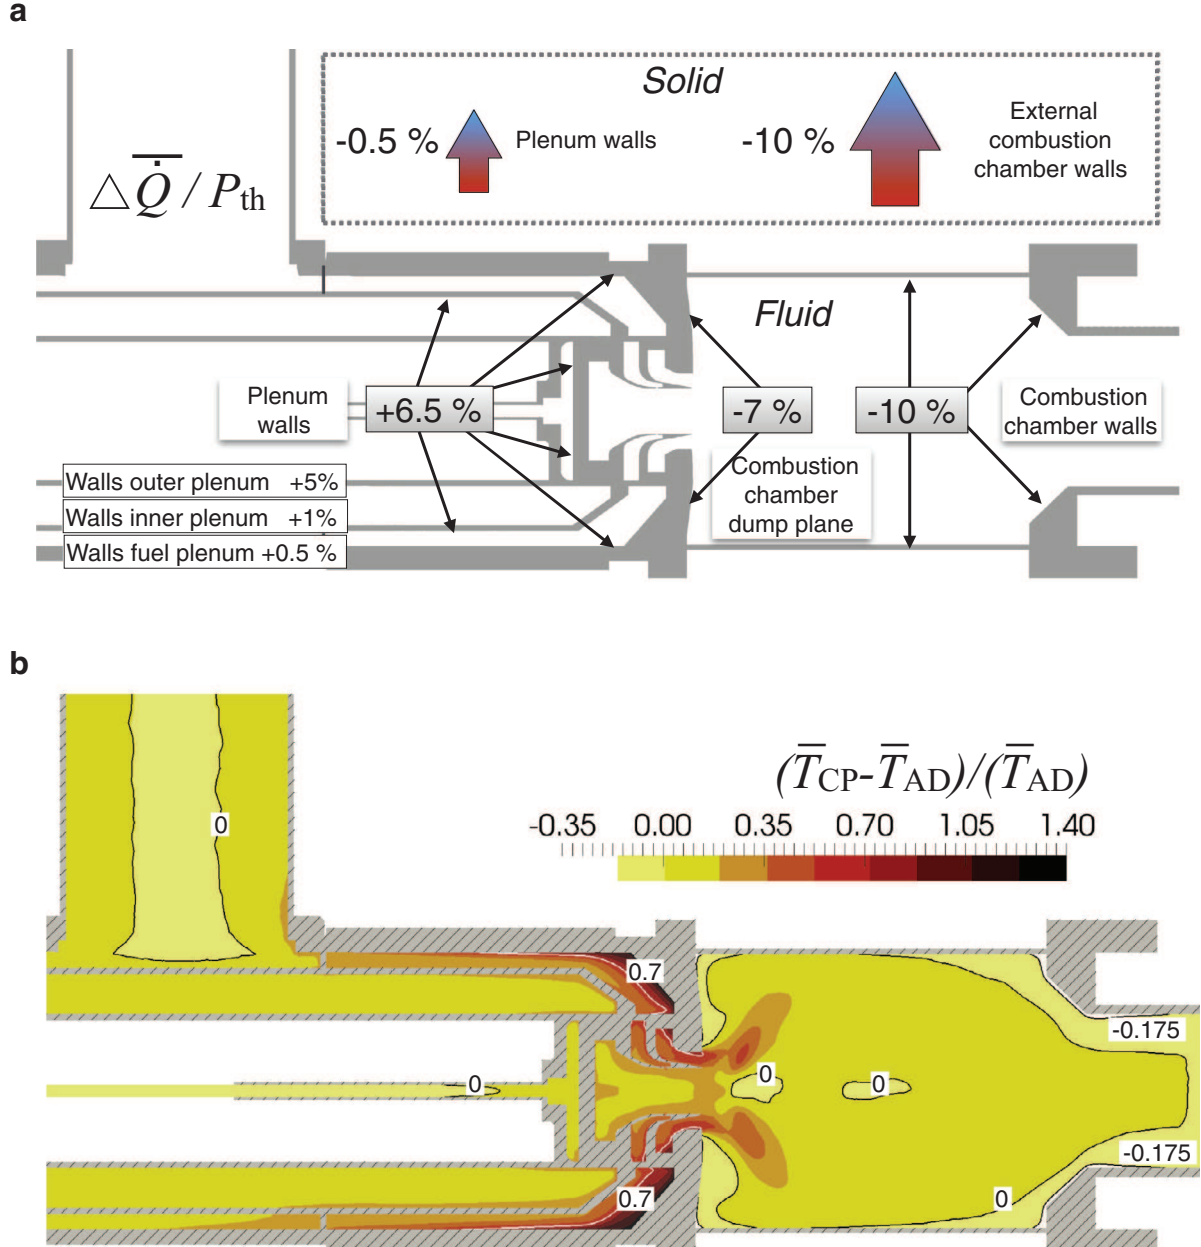 a
Solid
-0.5 %
Plenum walls
-10 %
External
combustion
chamber walls
△Q̇̅ / Pth
Fluid
Plenum
walls
+6.5 %
-7 %
-10 %
Combustion
chamber walls
Combustion
chamber
dump plane
Walls outer plenum +5%
Walls inner plenum +1%
Walls fuel plenum +0.5 %
b
(T̅CP-T̅AD)/(T̅AD)
-0.35 0.00 0.35 0.70 1.05 1.40
0
0.7
-0.175
0
0
0
-0.175
0.7
0